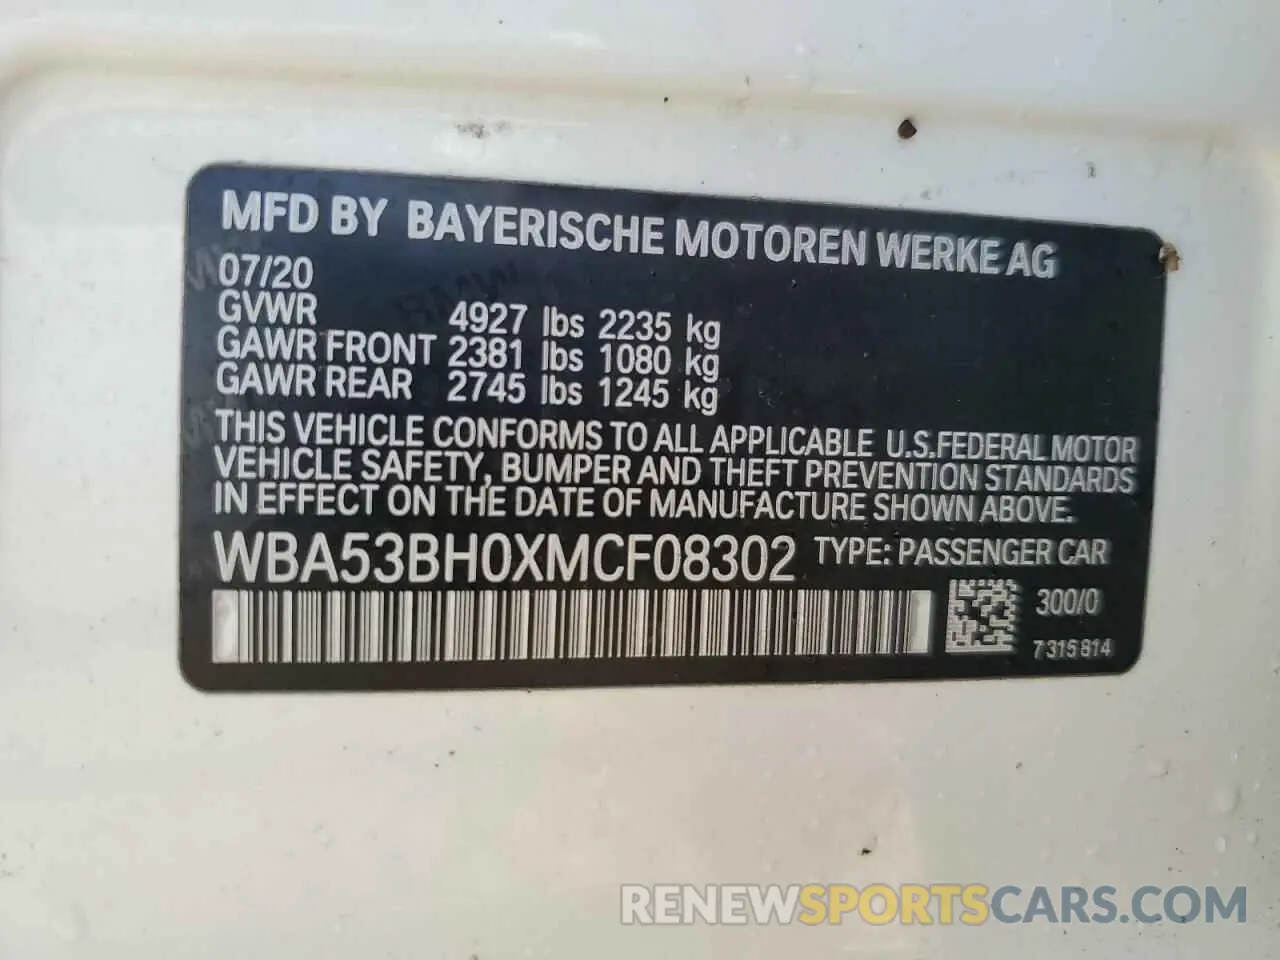 MFD BY BAYERISCHE MOTOREN WERKE AG
07/20
GVWR 4927 lbs 2235 kg
GAWR FRONT 2381 lbs 1080 kg
GAWR REAR 2745 lbs 1245 kg
THIS VEHICLE CONFORMS TO ALL APPLICABLE U.S.FEDERAL MOTOR
VEHICLE SAFETY, BUMPER AND THEFT PREVENTION STANDARDS
IN EFFECT ON THE DATE OF MANUFACTURE SHOWN ABOVE.
WBA53BH0XMCF08302 TYPE: PASSENGER CAR
300/0
7315814
RENEWSPORTSCARS.COM